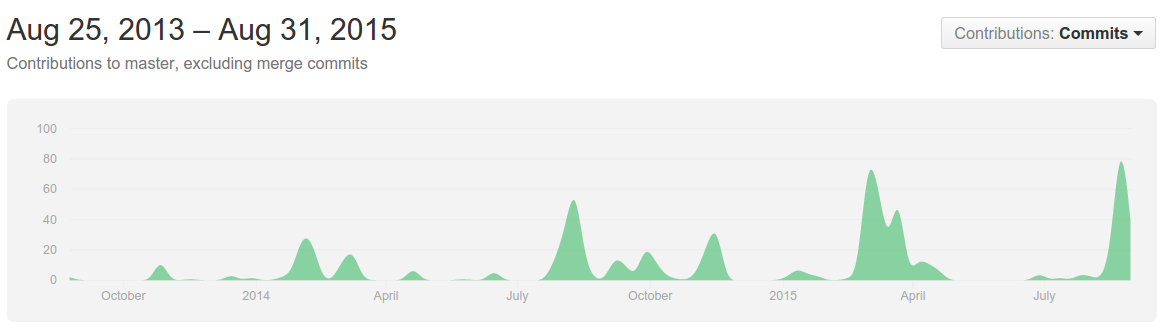 Aug 25, 2013 – Aug 31, 2015
Contributions: Commits
Contributions to master, excluding merge commits
100
80
60
40
20
0
October 2014 April July October 2015 April July